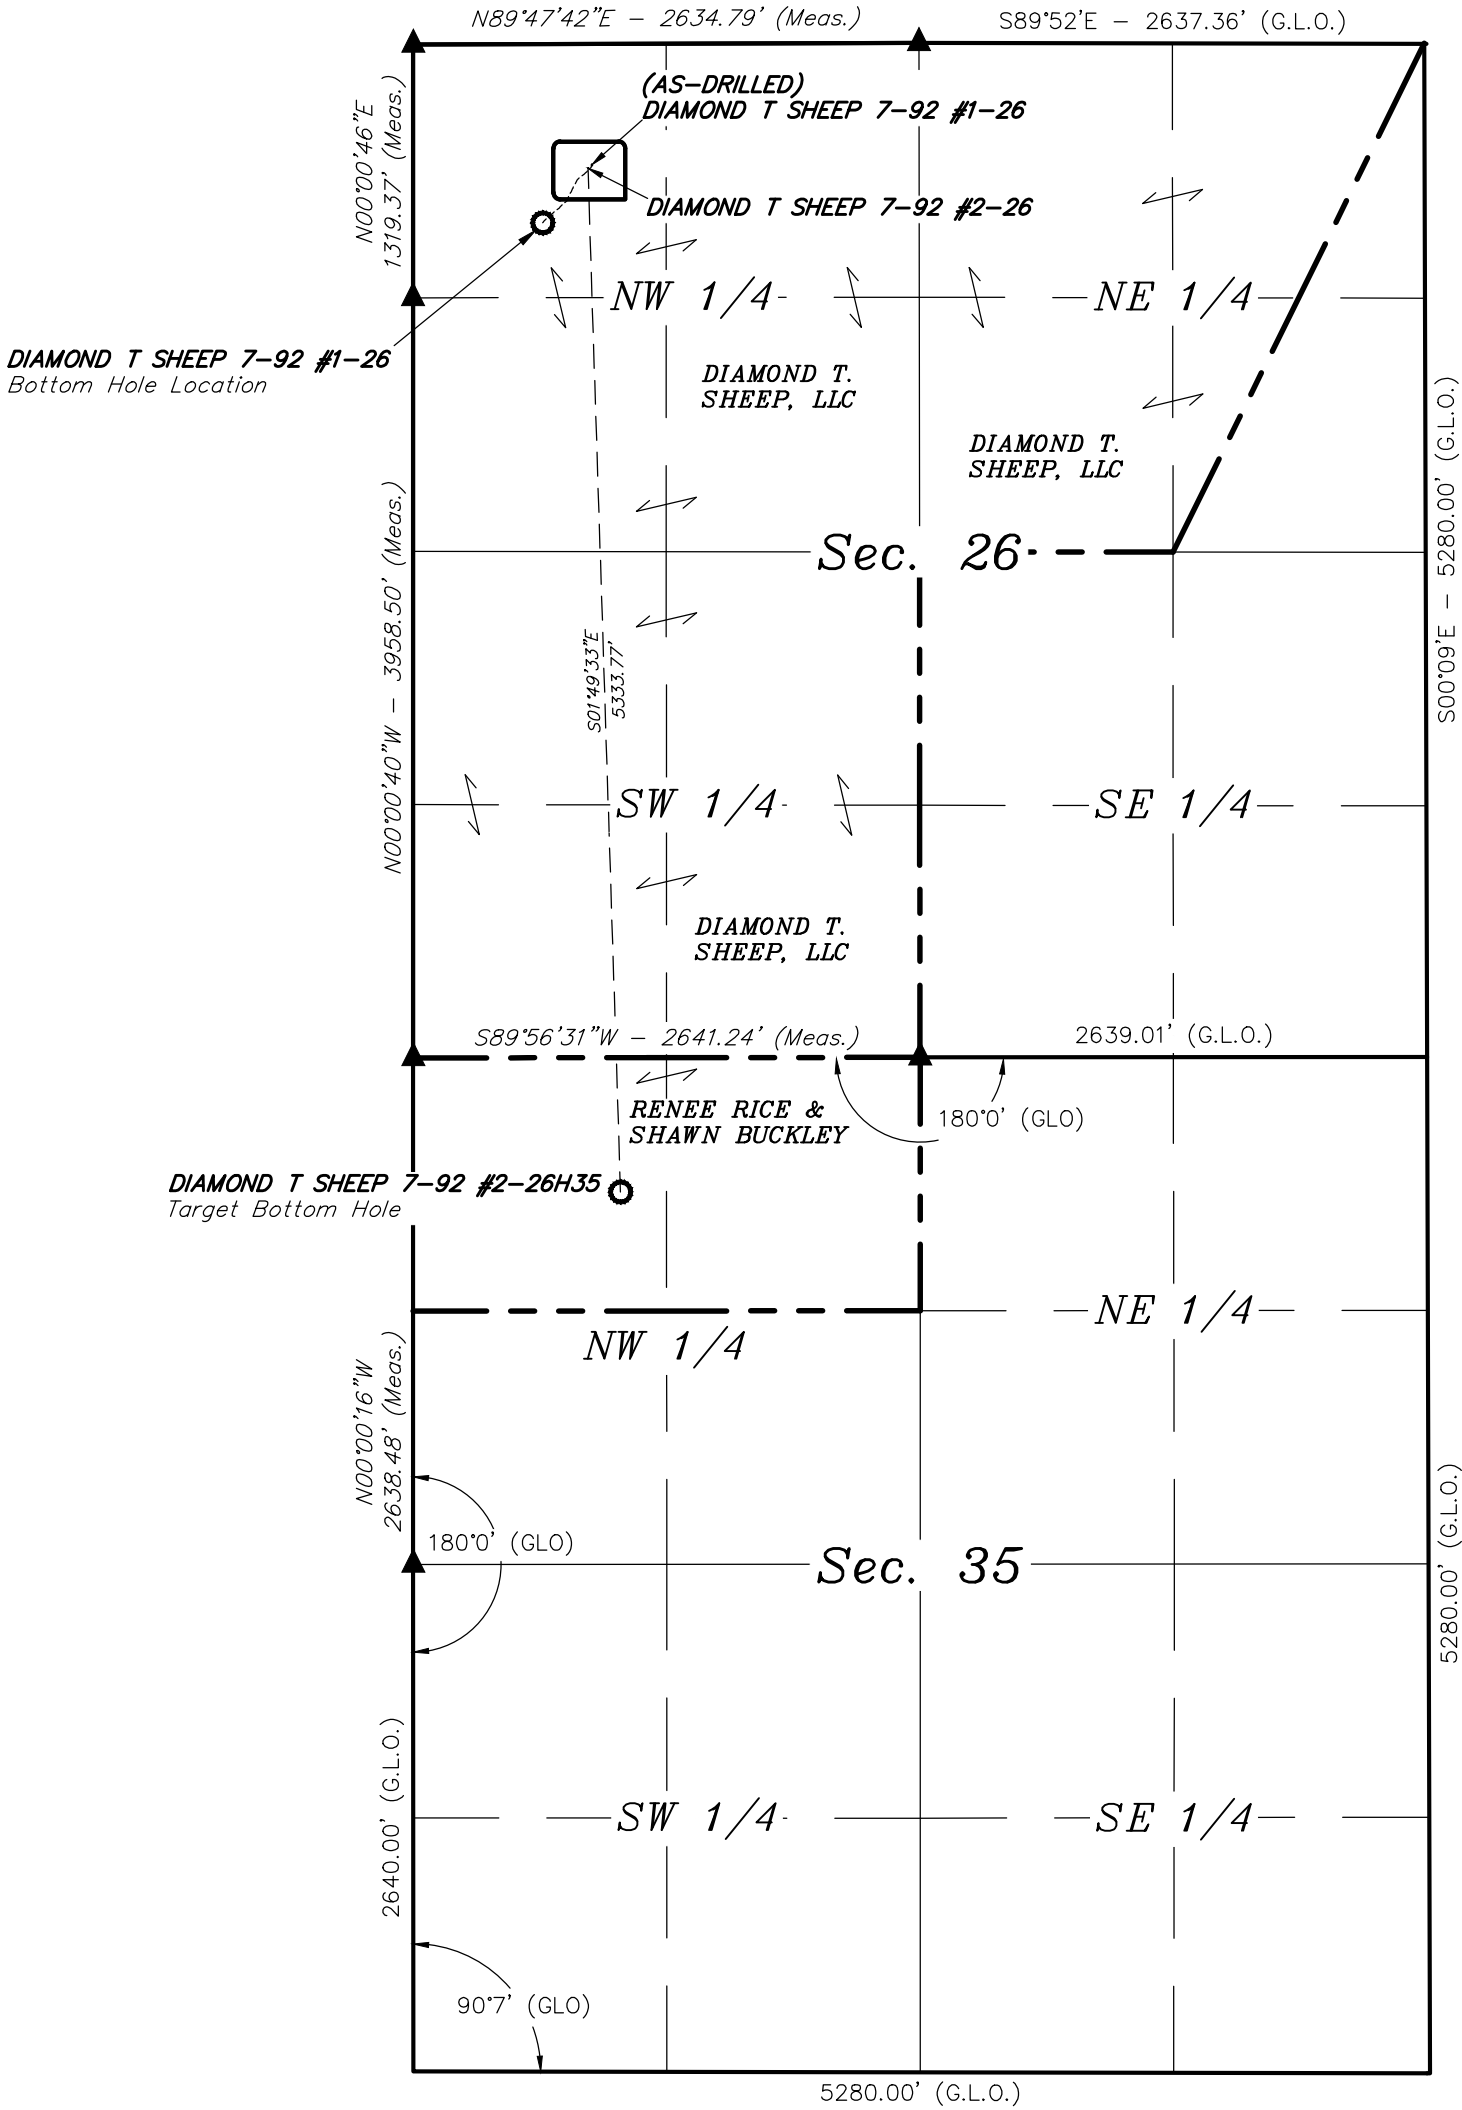 N89°47'42"E - 2634.79' (Meas.)
S89°52'E - 2637.36' (G.L.O.)
N00°00'46"E
1319.37' (Meas.)
(AS-DRILLED)
DIAMOND T SHEEP 7-92 #1-26
DIAMOND T SHEEP 7-92 #2-26
NW 1/4
NE 1/4
DIAMOND T SHEEP 7-92 #1-26
Bottom Hole Location
DIAMOND T.
SHEEP, LLC
DIAMOND T.
SHEEP, LLC
S00°09'E - 5280.00' (G.L.O.)
N00°00'40"W - 3958.50' (Meas.)
Sec. 26
S01°49'33"E
5333.77'
SW 1/4
SE 1/4
DIAMOND T.
SHEEP, LLC
S89°56'31"W - 2641.24' (Meas.)
2639.01' (G.L.O.)
RENEE RICE &
SHAWN BUCKLEY
180°0' (GLO)
DIAMOND T SHEEP 7-92 #2-26H35
Target Bottom Hole
NW 1/4
NE 1/4
N00°00'16"W
2638.48' (Meas.)
180°0' (GLO)
Sec. 35
5280.00' (G.L.O.)
2640.00' (G.L.O.)
SW 1/4
SE 1/4
90°7' (GLO)
5280.00' (G.L.O.)